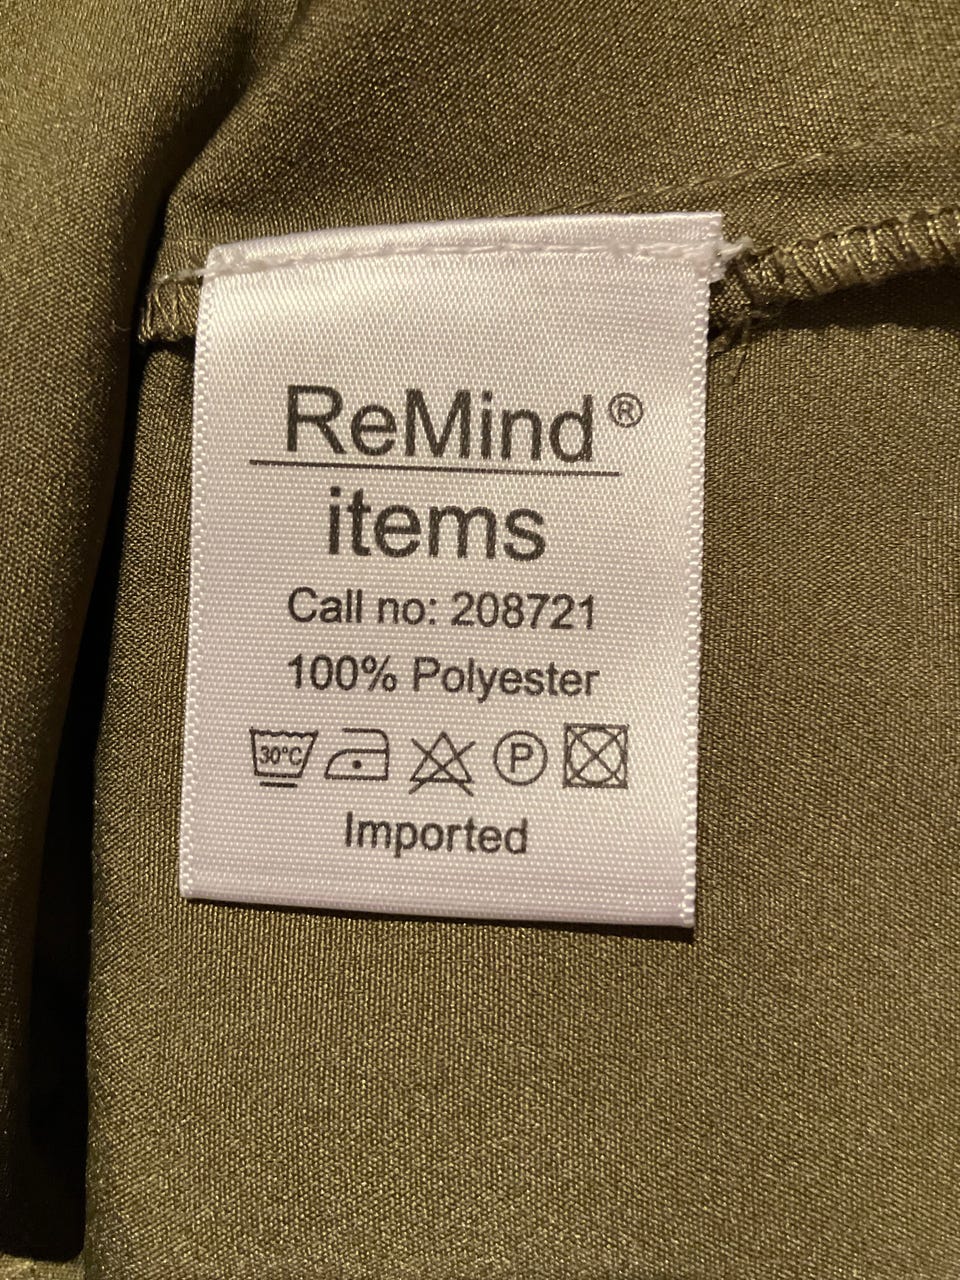 ReMind®
items
Call no: 208721
100% Polyester
30°C P
Imported